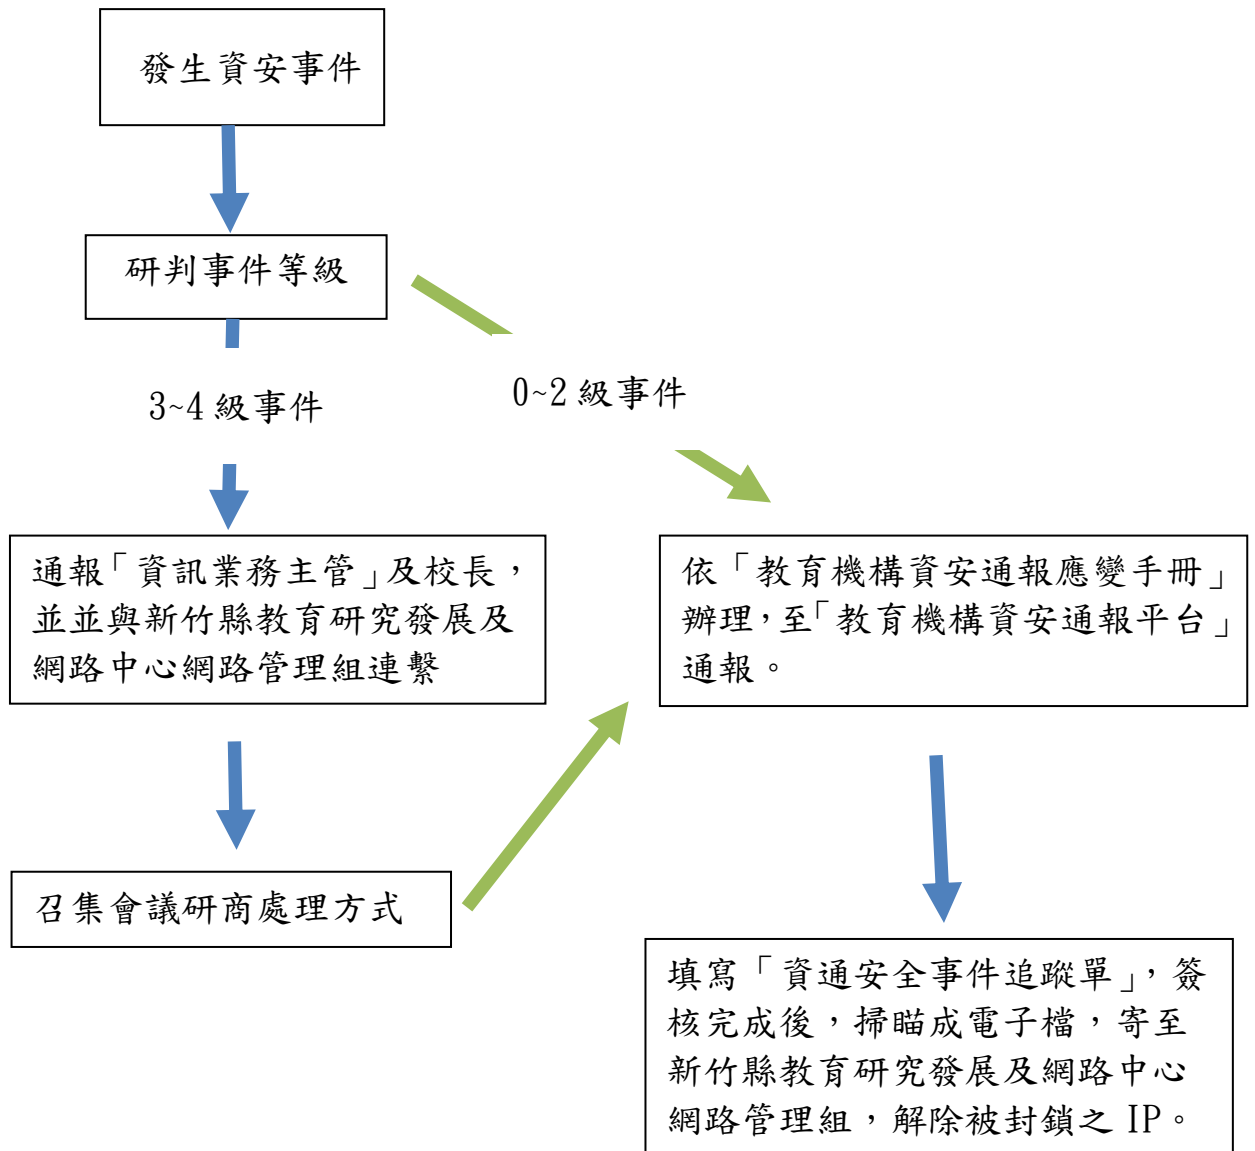 發生資安事件
研判事件等級
3~4 級事件
0~2 級事件
通報「資訊業務主管」及校長，
並並與新竹縣教育研究發展及
網路中心網路管理組連繫
依「教育機構資安通報應變手冊」
辦理，至「教育機構資安通報平台」
通報。
召集會議研商處理方式
填寫「資通安全事件追蹤單」，簽
核完成後，掃瞄成電子檔，寄至
新竹縣教育研究發展及網路中心
網路管理組，解除被封鎖之 IP。